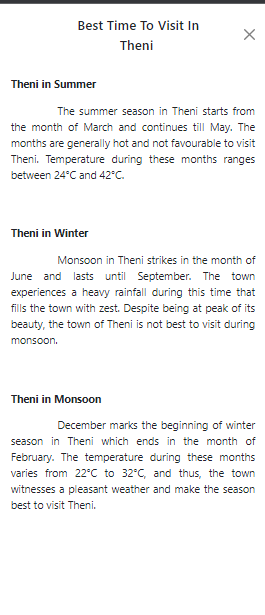 Best Time To Visit In
Theni
Theni in Summer
The summer season in Theni starts from
the month of March and continues till May. The
months are generally hot and not favourable to visit
Theni. Temperature during these months ranges
between 24°C and 42°C.
Theni in Winter
Monsoon in Theni strikes in the month of
June and lasts until September. The town
experiences a heavy rainfall during this time that
fills the town with zest. Despite being at peak of its
beauty, the town of Theni is not best to visit during
monsoon.
Theni in Monsoon
December marks the beginning of winter
season in Theni which ends in the month of
February. The temperature during these months
varies from 22°C to 32°C, and thus, the town
witnesses a pleasant weather and make the season
best to visit Theni.